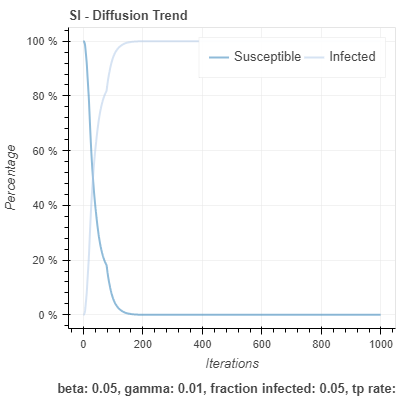 SI - Diffusion Trend
Susceptible Infected
100 %
80 %
60 %
40 %
20 %
0 %
Percentage
0 200 400 600 800 1000
Iterations
beta: 0.05, gamma: 0.01, fraction infected: 0.05, tp rate: